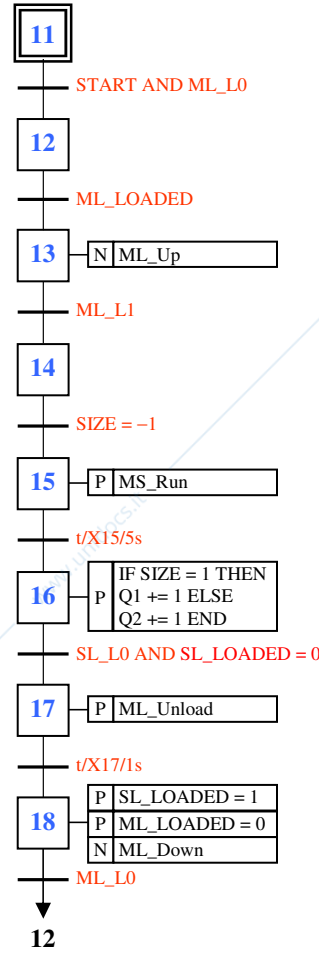 11
START AND ML_L0
12
ML_LOADED
13
N ML_Up
ML_L1
14
SIZE = −1
15
P MS_Run
t/X15/5s
16
P
IF SIZE = 1 THEN
Q1 += 1 ELSE
Q2 += 1 END
SL_L0 AND SL_LOADED = 0
17
P ML_Unload
t/X17/1s
18
P SL_LOADED = 1
P ML_LOADED = 0
N ML_Down
ML_L0
12